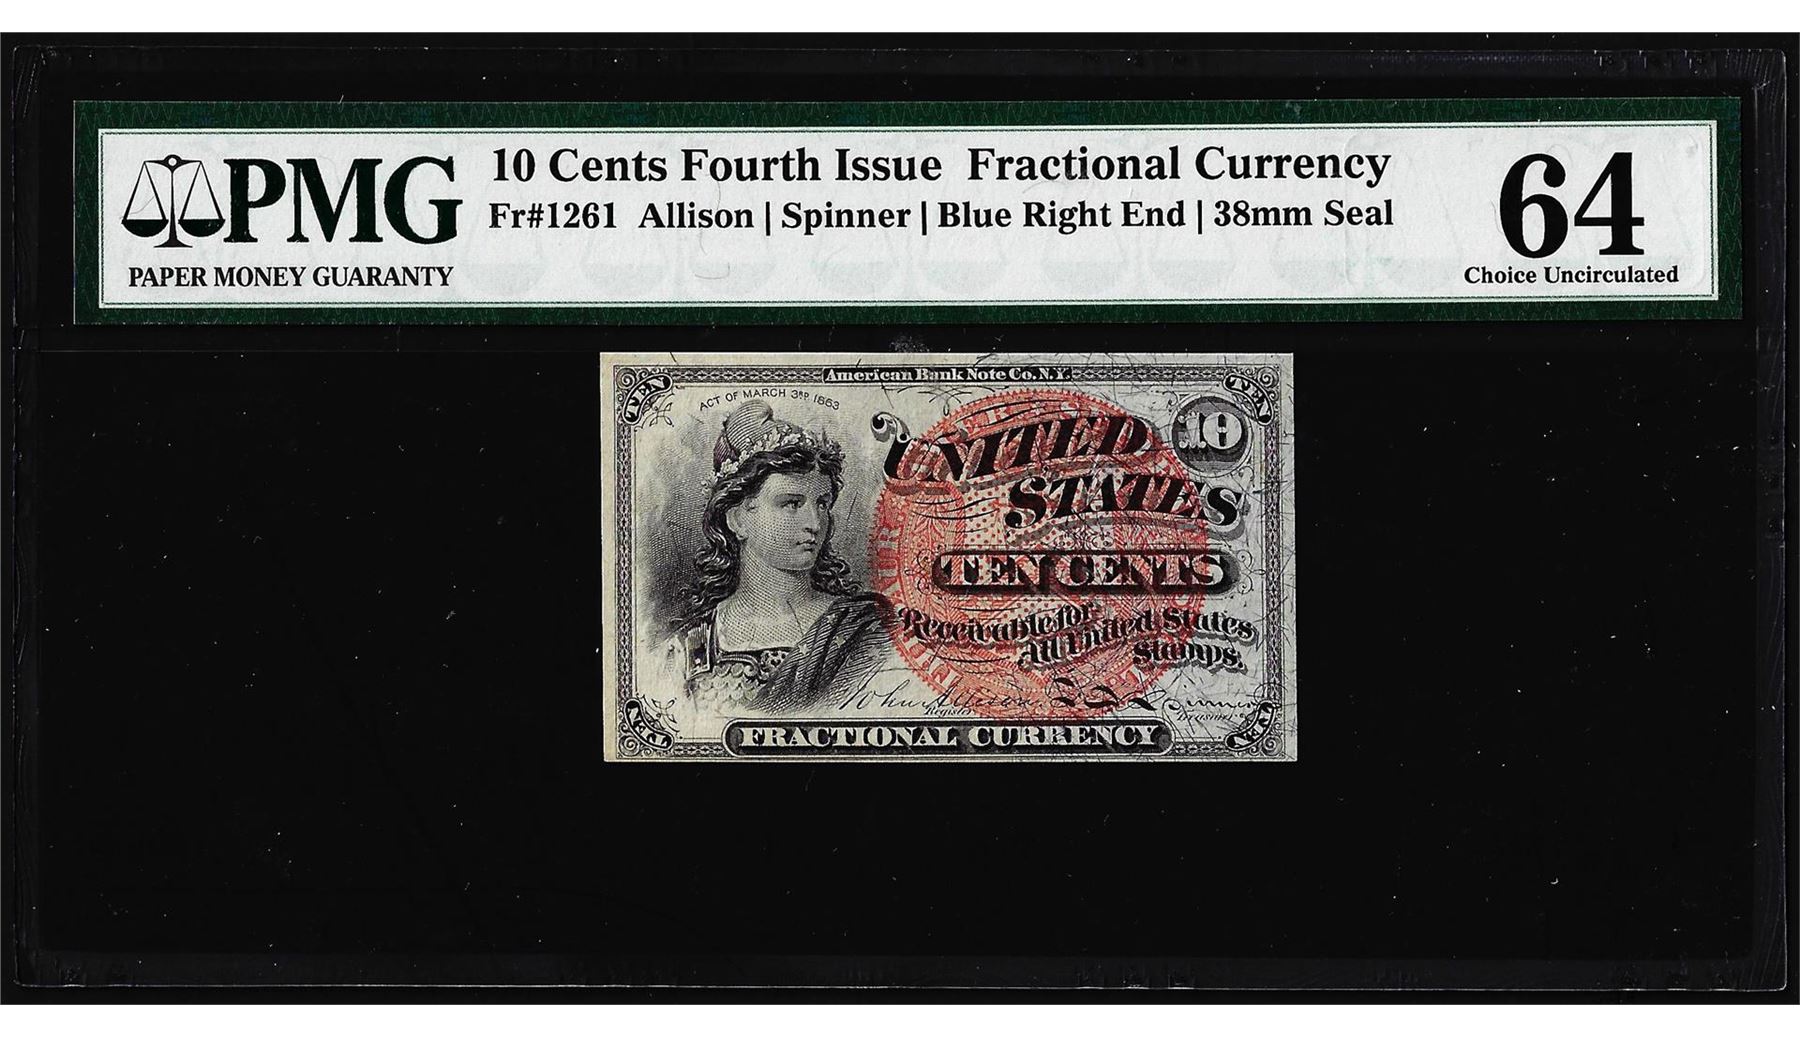 PMG
PAPER MONEY GUARANTY
10 Cents Fourth Issue Fractional Currency
Fr#1261 Allison | Spinner | Blue Right End | 38mm Seal
64
Choice Uncirculated
American Bank Note Co. N.Y.
TEN
TEN
ACT OF MARCH 3RD. 1863
10
UNITED
STATES
TEN CENTS
Receivable for
All United States
Stamps.
Register
TEN
TEN
FRACTIONAL CURRENCY